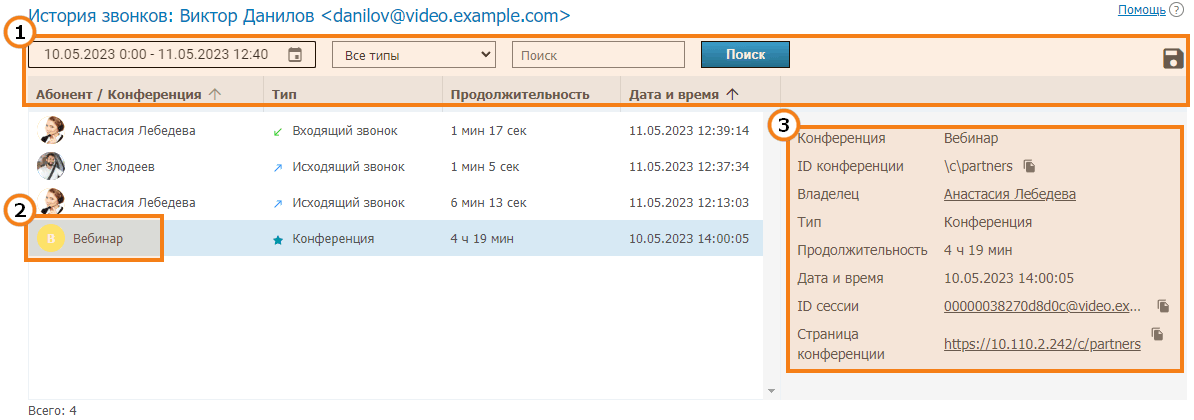 История звонков: Виктор Данилов <danilov@video.example.com>
Помощь ?
1
10.05.2023 0:00 - 11.05.2023 12:40 Все типы Поиск Поиск
Абонент / Конференция Тип Продолжительность Дата и время
Анастасия Лебедева Входящий звонок 1 мин 17 сек 11.05.2023 12:39:14
Олег Злодеев Исходящий звонок 1 мин 5 сек 11.05.2023 12:37:34
Анастасия Лебедева Исходящий звонок 6 мин 13 сек 11.05.2023 12:13:03
2
В Вебинар Конференция 4 ч 19 мин 10.05.2023 14:00:05
3
Конференция Вебинар
ID конференции \c\partners
Владелец Анастасия Лебедева
Тип Конференция
Продолжительность 4 ч 19 мин
Дата и время 10.05.2023 14:00:05
ID сессии 00000038270d8d0c@video.ex...
Страница
конференции https://10.110.2.242/c/partners
Всего: 4